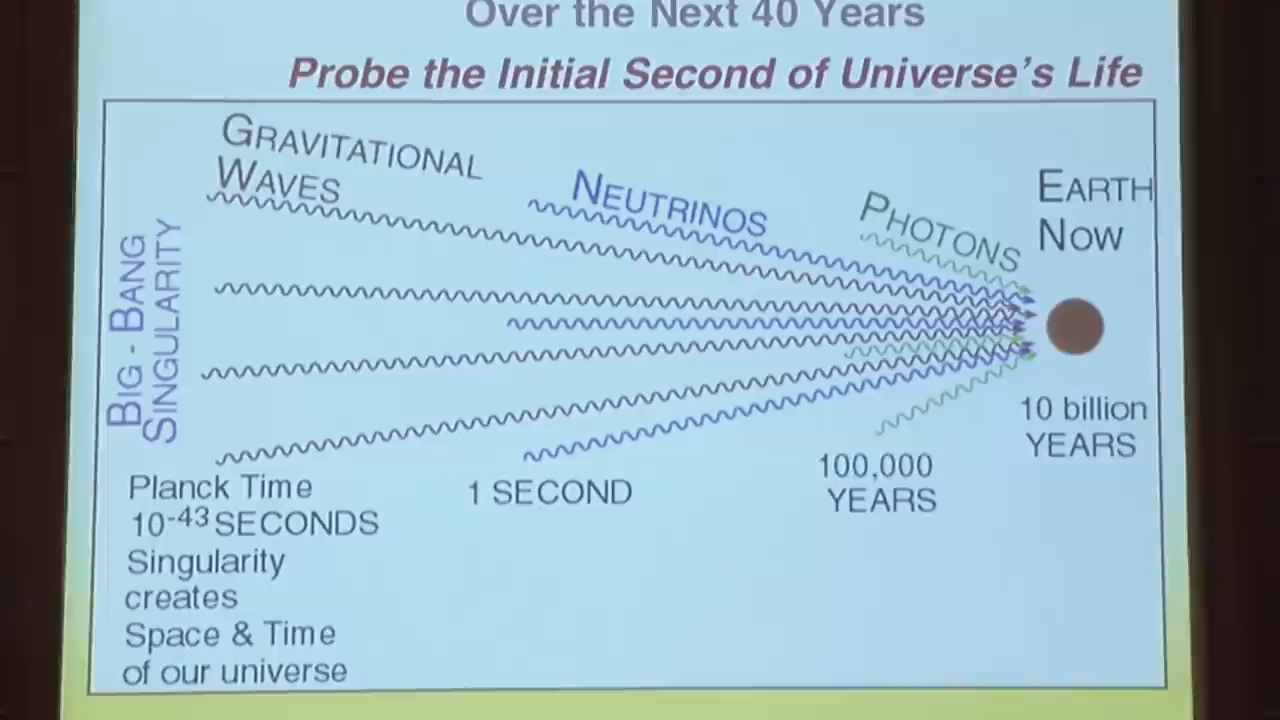 Over the Next 40 Years
Probe the Initial Second of Universe's Life
GRAVITATIONAL
WAVES
NEUTRINOS
PHOTONS
EARTH
NOW
BIG - BANG
SINGULARITY
10 billion
YEARS
100,000
YEARS
1 SECOND
Planck Time
10-43 SECONDS
Singularity
creates
Space & Time
of our universe